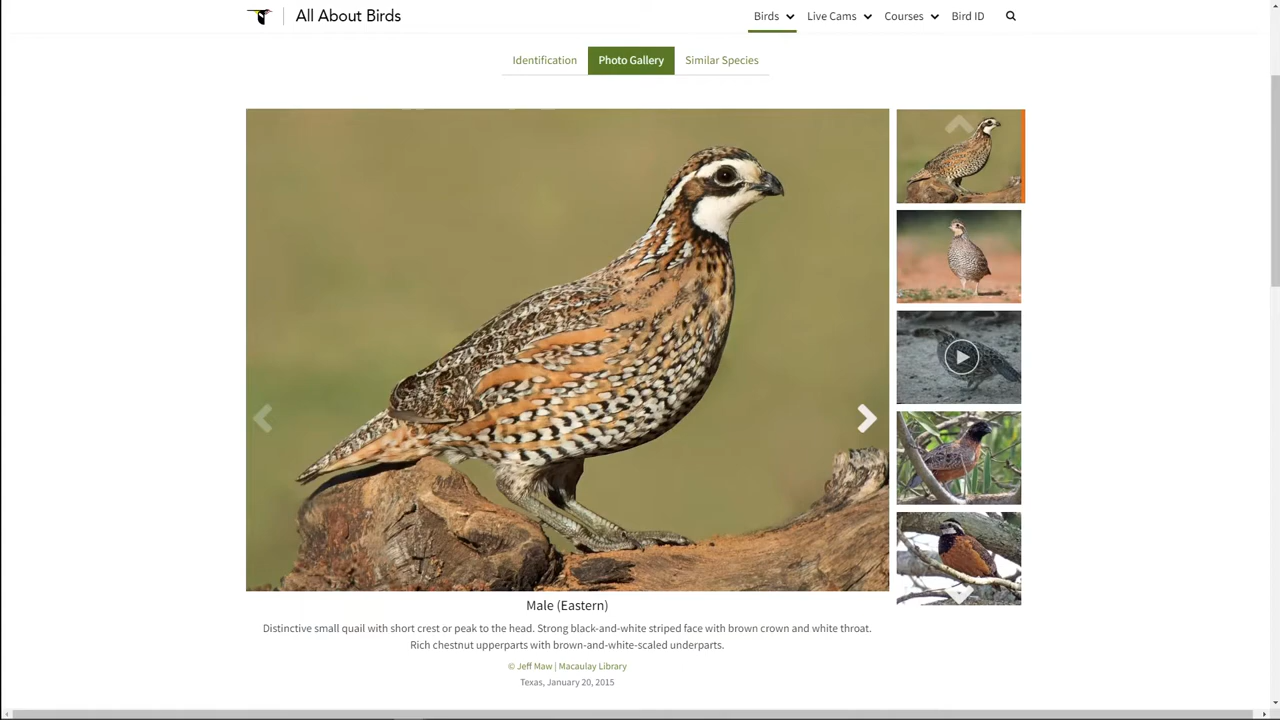 All About Birds
Birds Live Cams Courses Bird ID
Identification Photo Gallery Similar Species
Male (Eastern)
Distinctive small quail with short crest or peak to the head. Strong black-and-white striped face with brown crown and white throat.
Rich chestnut upperparts with brown-and-white-scaled underparts.
© Jeff Maw | Macaulay Library
Texas, January 20, 2015